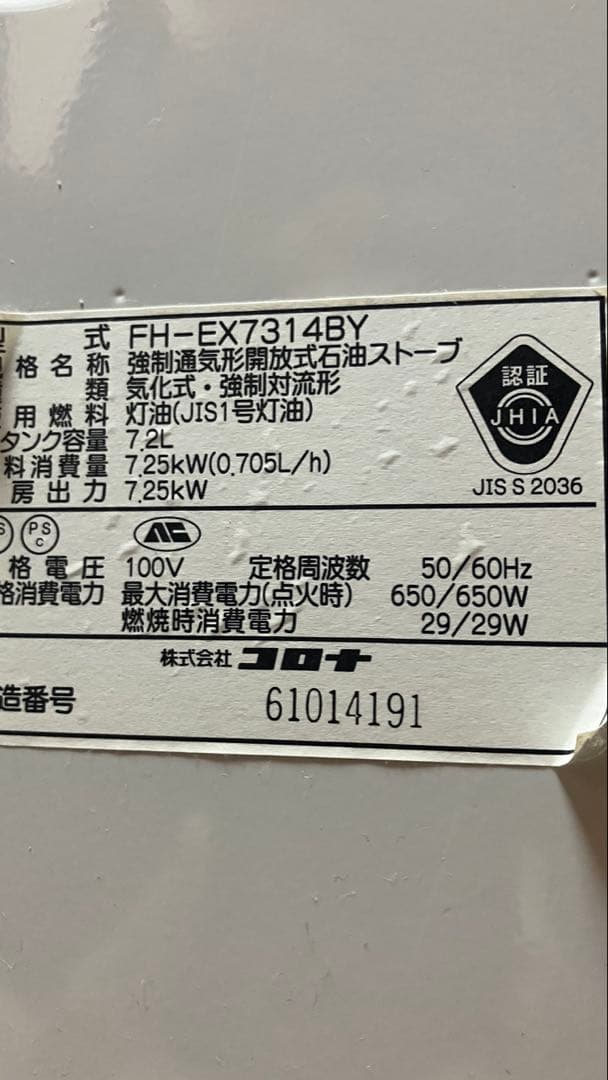 式 FH-EX7314BY
格名称 強制通気形開放式石油ストーブ
類 気化式・強制対流形
用燃料 灯油(JIS1号灯油)
タンク容量 7.2L
料消費量 7.25kW(0.705L/h)
房出力 7.25kW
認証
JHIA
JIS S 2036
PS
C
格電圧 100V 定格周波数 50/60Hz
格消費電力 最大消費電力(点火時) 650/650W
燃焼時消費電力 29/29W
株式会社 コロナ
造番号 61014191